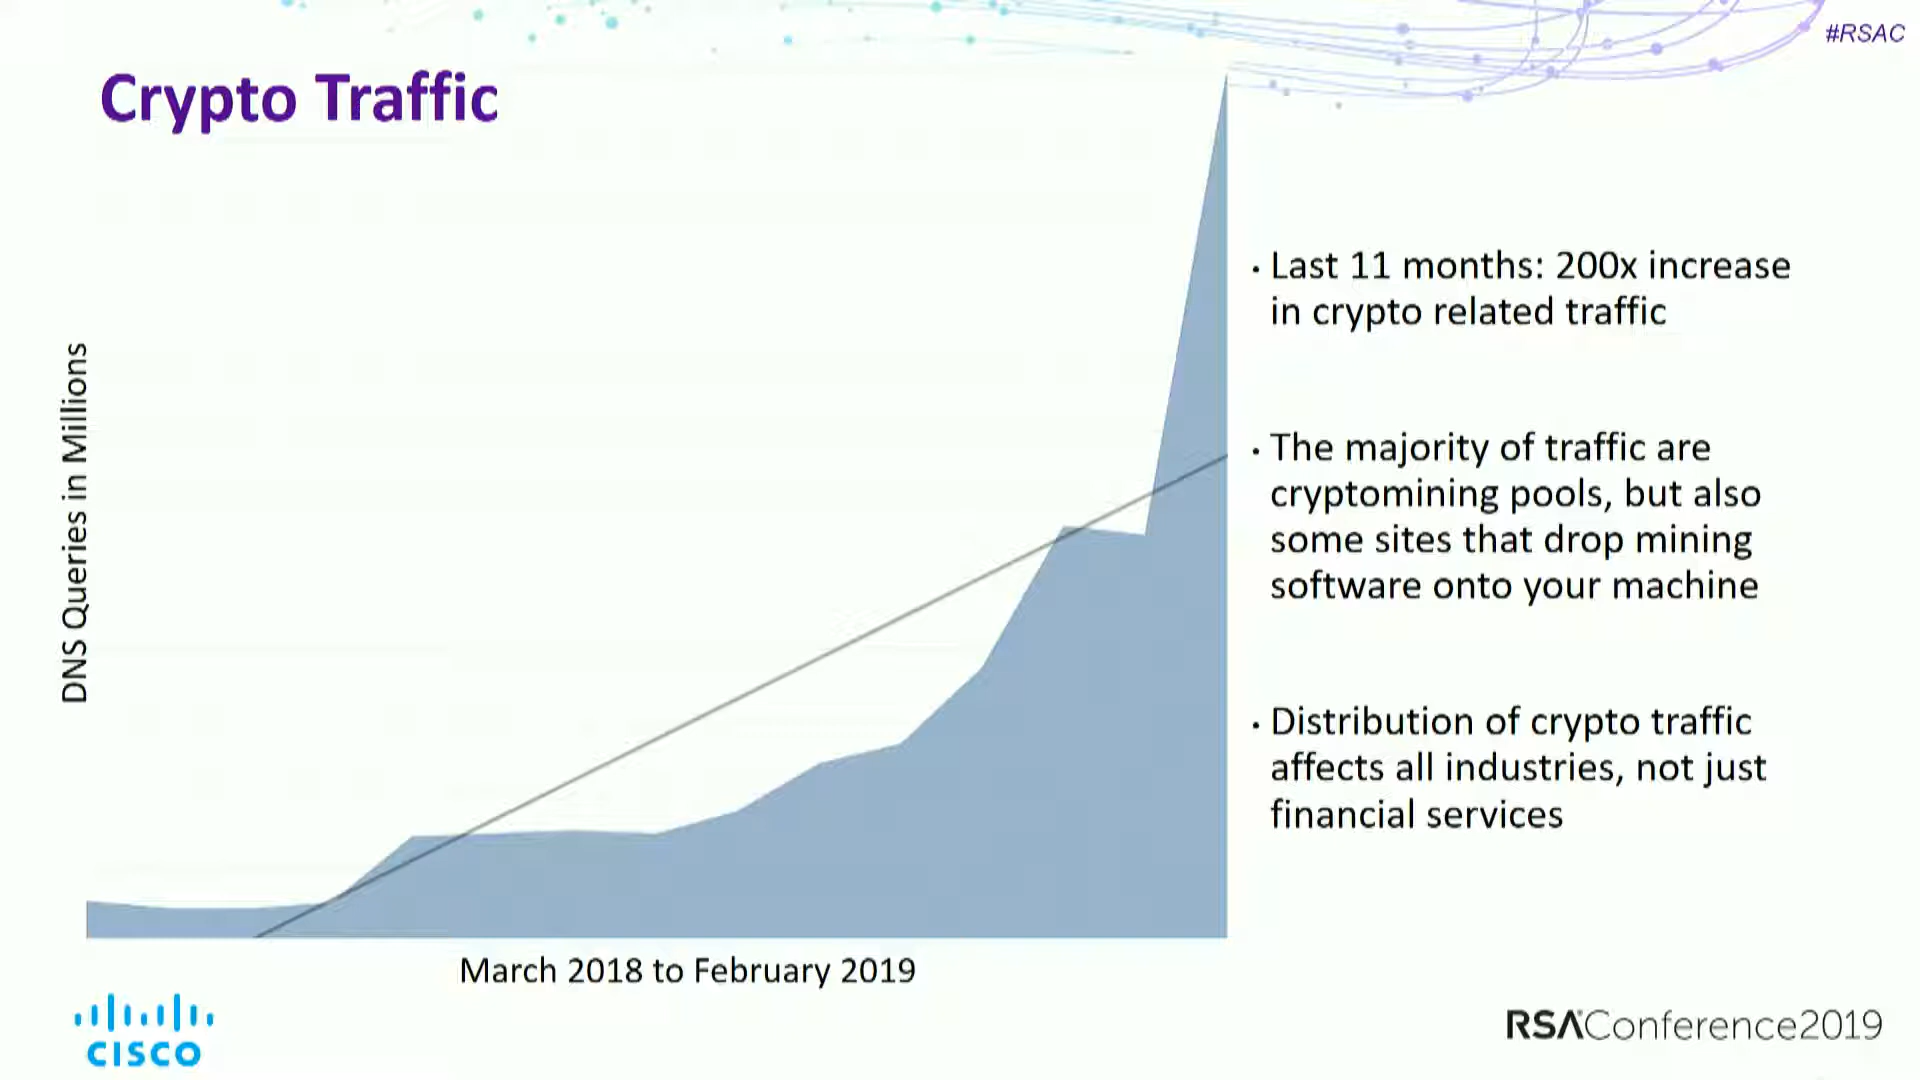 #RSAC
Crypto Traffic
DNS Queries in Millions
• Last 11 months: 200x increase
in crypto related traffic
• The majority of traffic are
cryptomining pools, but also
some sites that drop mining
software onto your machine
• Distribution of crypto traffic
affects all industries, not just
financial services
March 2018 to February 2019
CISCO
RSAConference2019